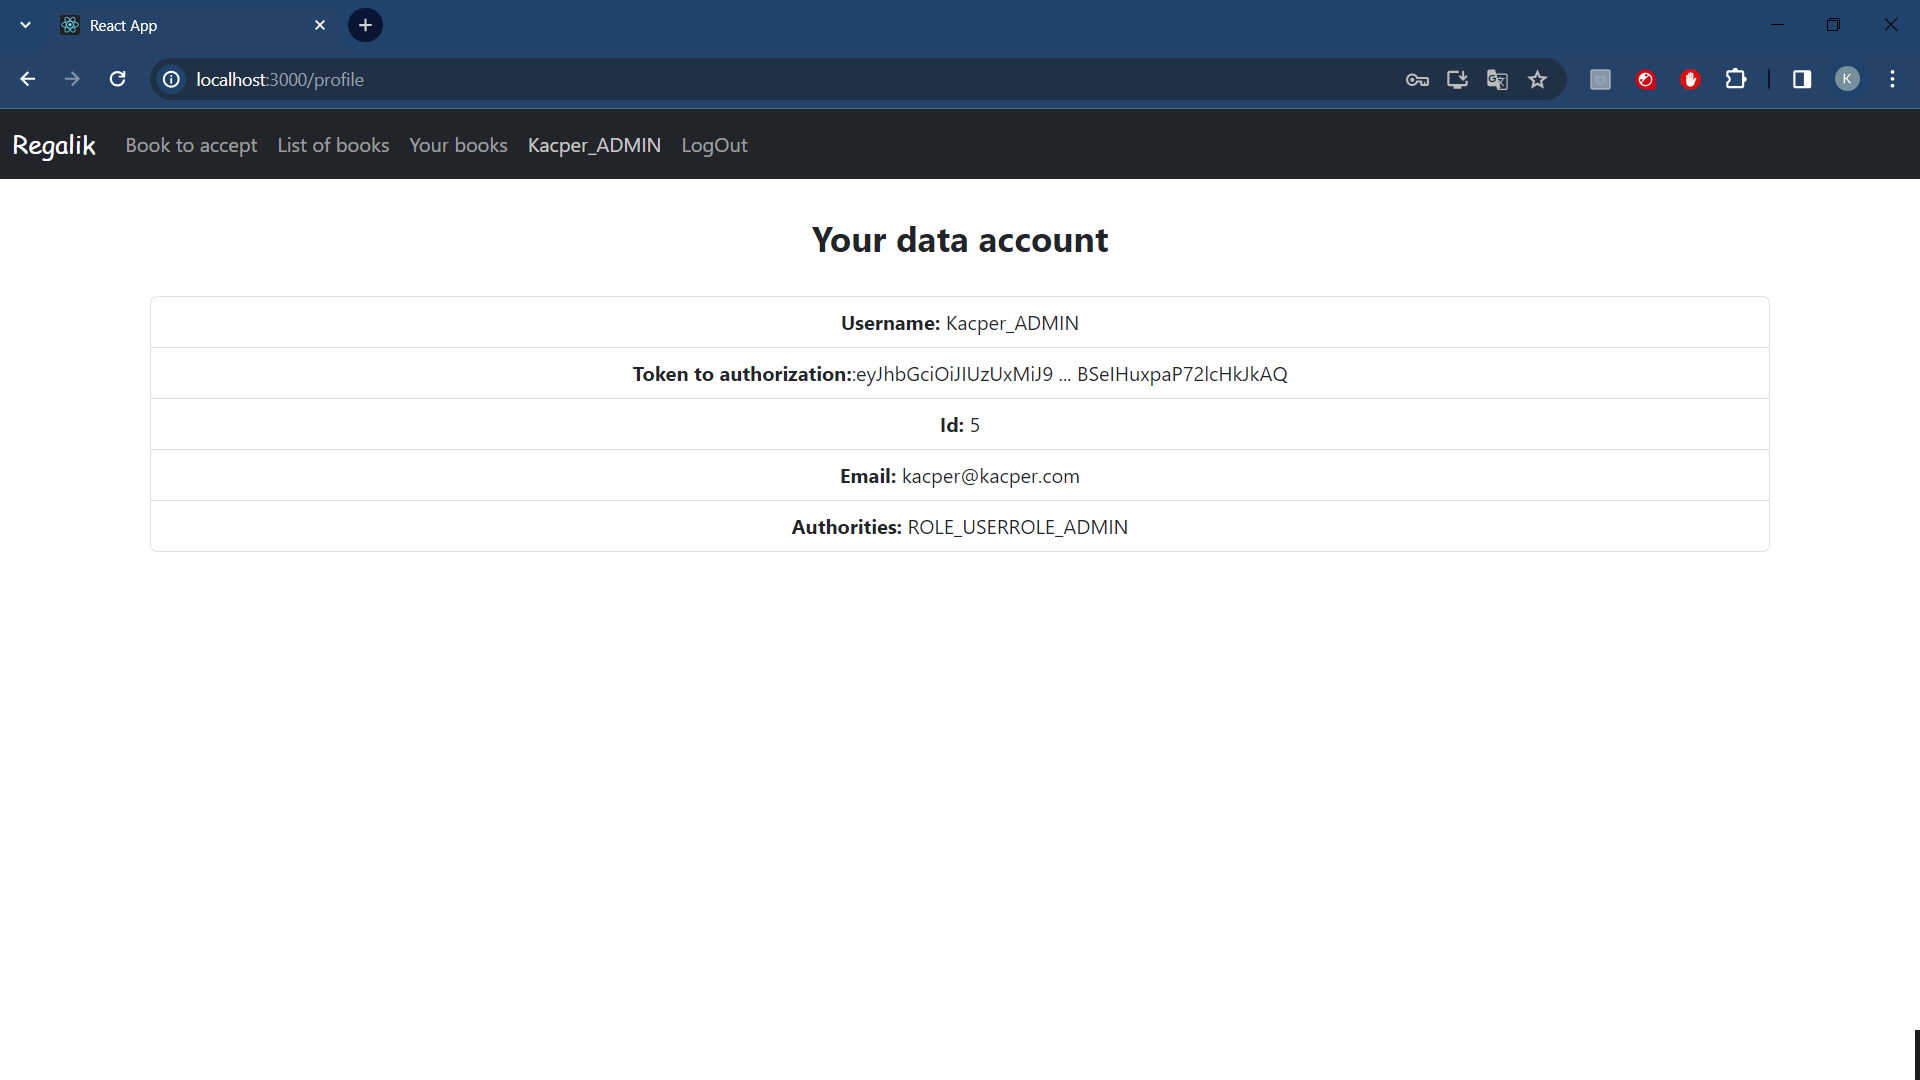 React App
localhost:3000/profile
K
Regalik Book to accept List of books Your books Kacper_ADMIN LogOut
Your data account
Username: Kacper_ADMIN
Token to authorization::eyJhbGciOiJIUzUxMiJ9 ... BSeIHuxpaP72lcHkJkAQ
Id: 5
Email: kacper@kacper.com
Authorities: ROLE_USERROLE_ADMIN